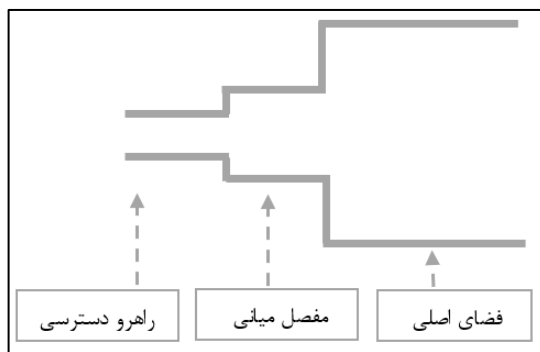 فضای اصلی
مفصل میانی
راهرو دسترسی